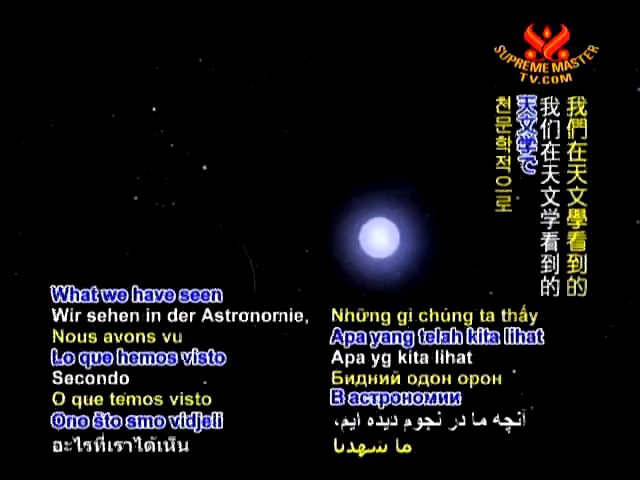 SUPREME MASTER
TV.COM
我們在天文學看到的
我们在天文学看到的
天文学で
천문학적으로
What we have seen
Wir sehen in der Astronomie,
Nous avons vu
Lo que hemos visto
Secondo
O que temos visto
Ono što smo vidjeli
อะไรที่เราได้เห็น
Những gì chúng ta thấy
Apa yang telah kita lihat
Apa yg kita lihat
Бидний одон орон
В астрономии
آنچه ما در نجوم دیده ایم،
ما شهدنا